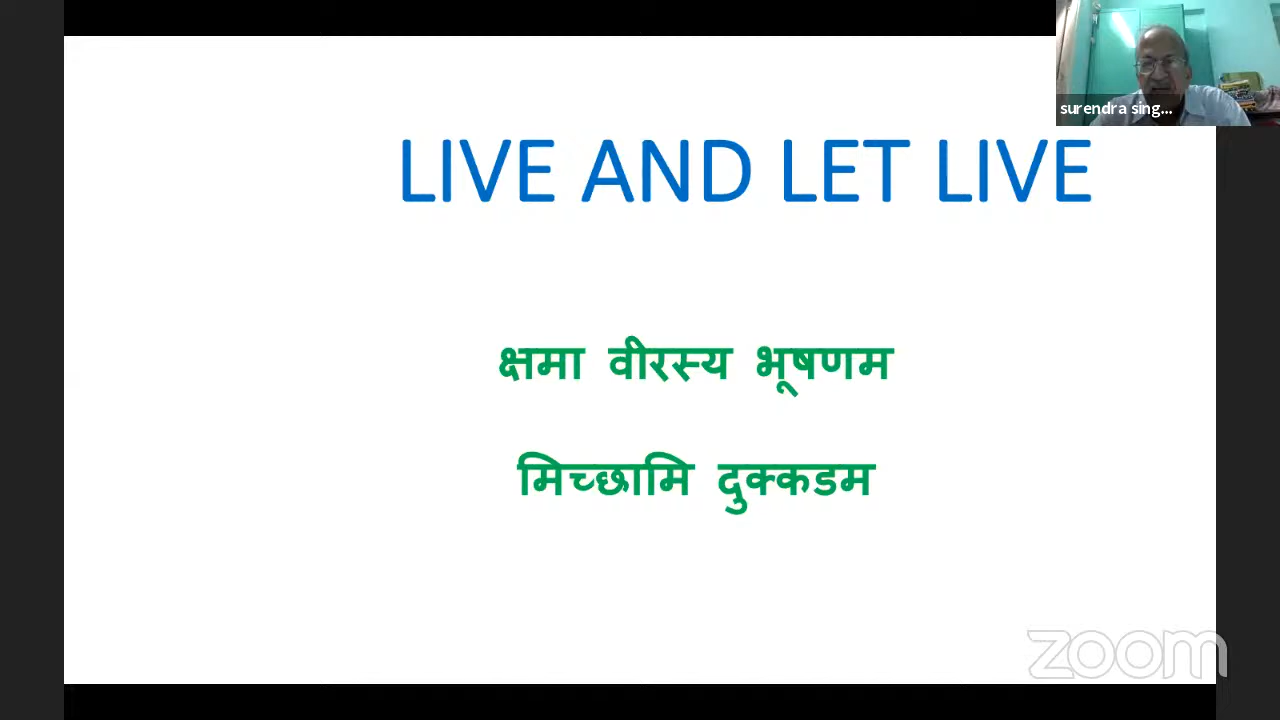 surendra sing...
LIVE AND LET LIVE
क्षमा वीरस्य भूषणम
मिच्छामि दुक्कडम
zoom